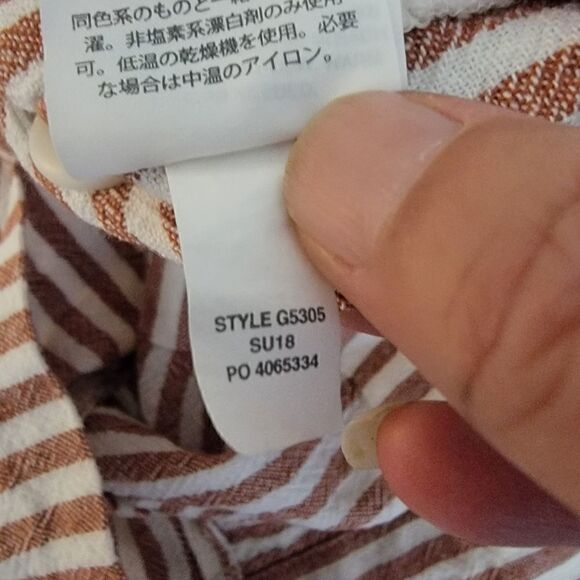 同色系のものと一緒
濯。非塩素系漂白剤のみ使用
可。低温の乾燥機を使用。必要
な場合は中温のアイロン。
STYLE G5305
SU18
PO 4065334